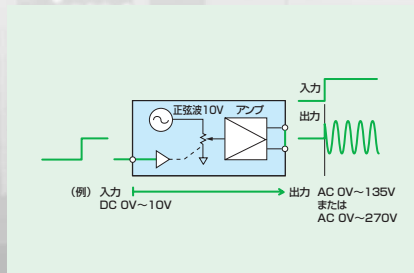 入力
正弦波10V アンプ
出力
(例) 入力 出力 AC 0V~135V
DC 0V~10V または
AC 0V~270V